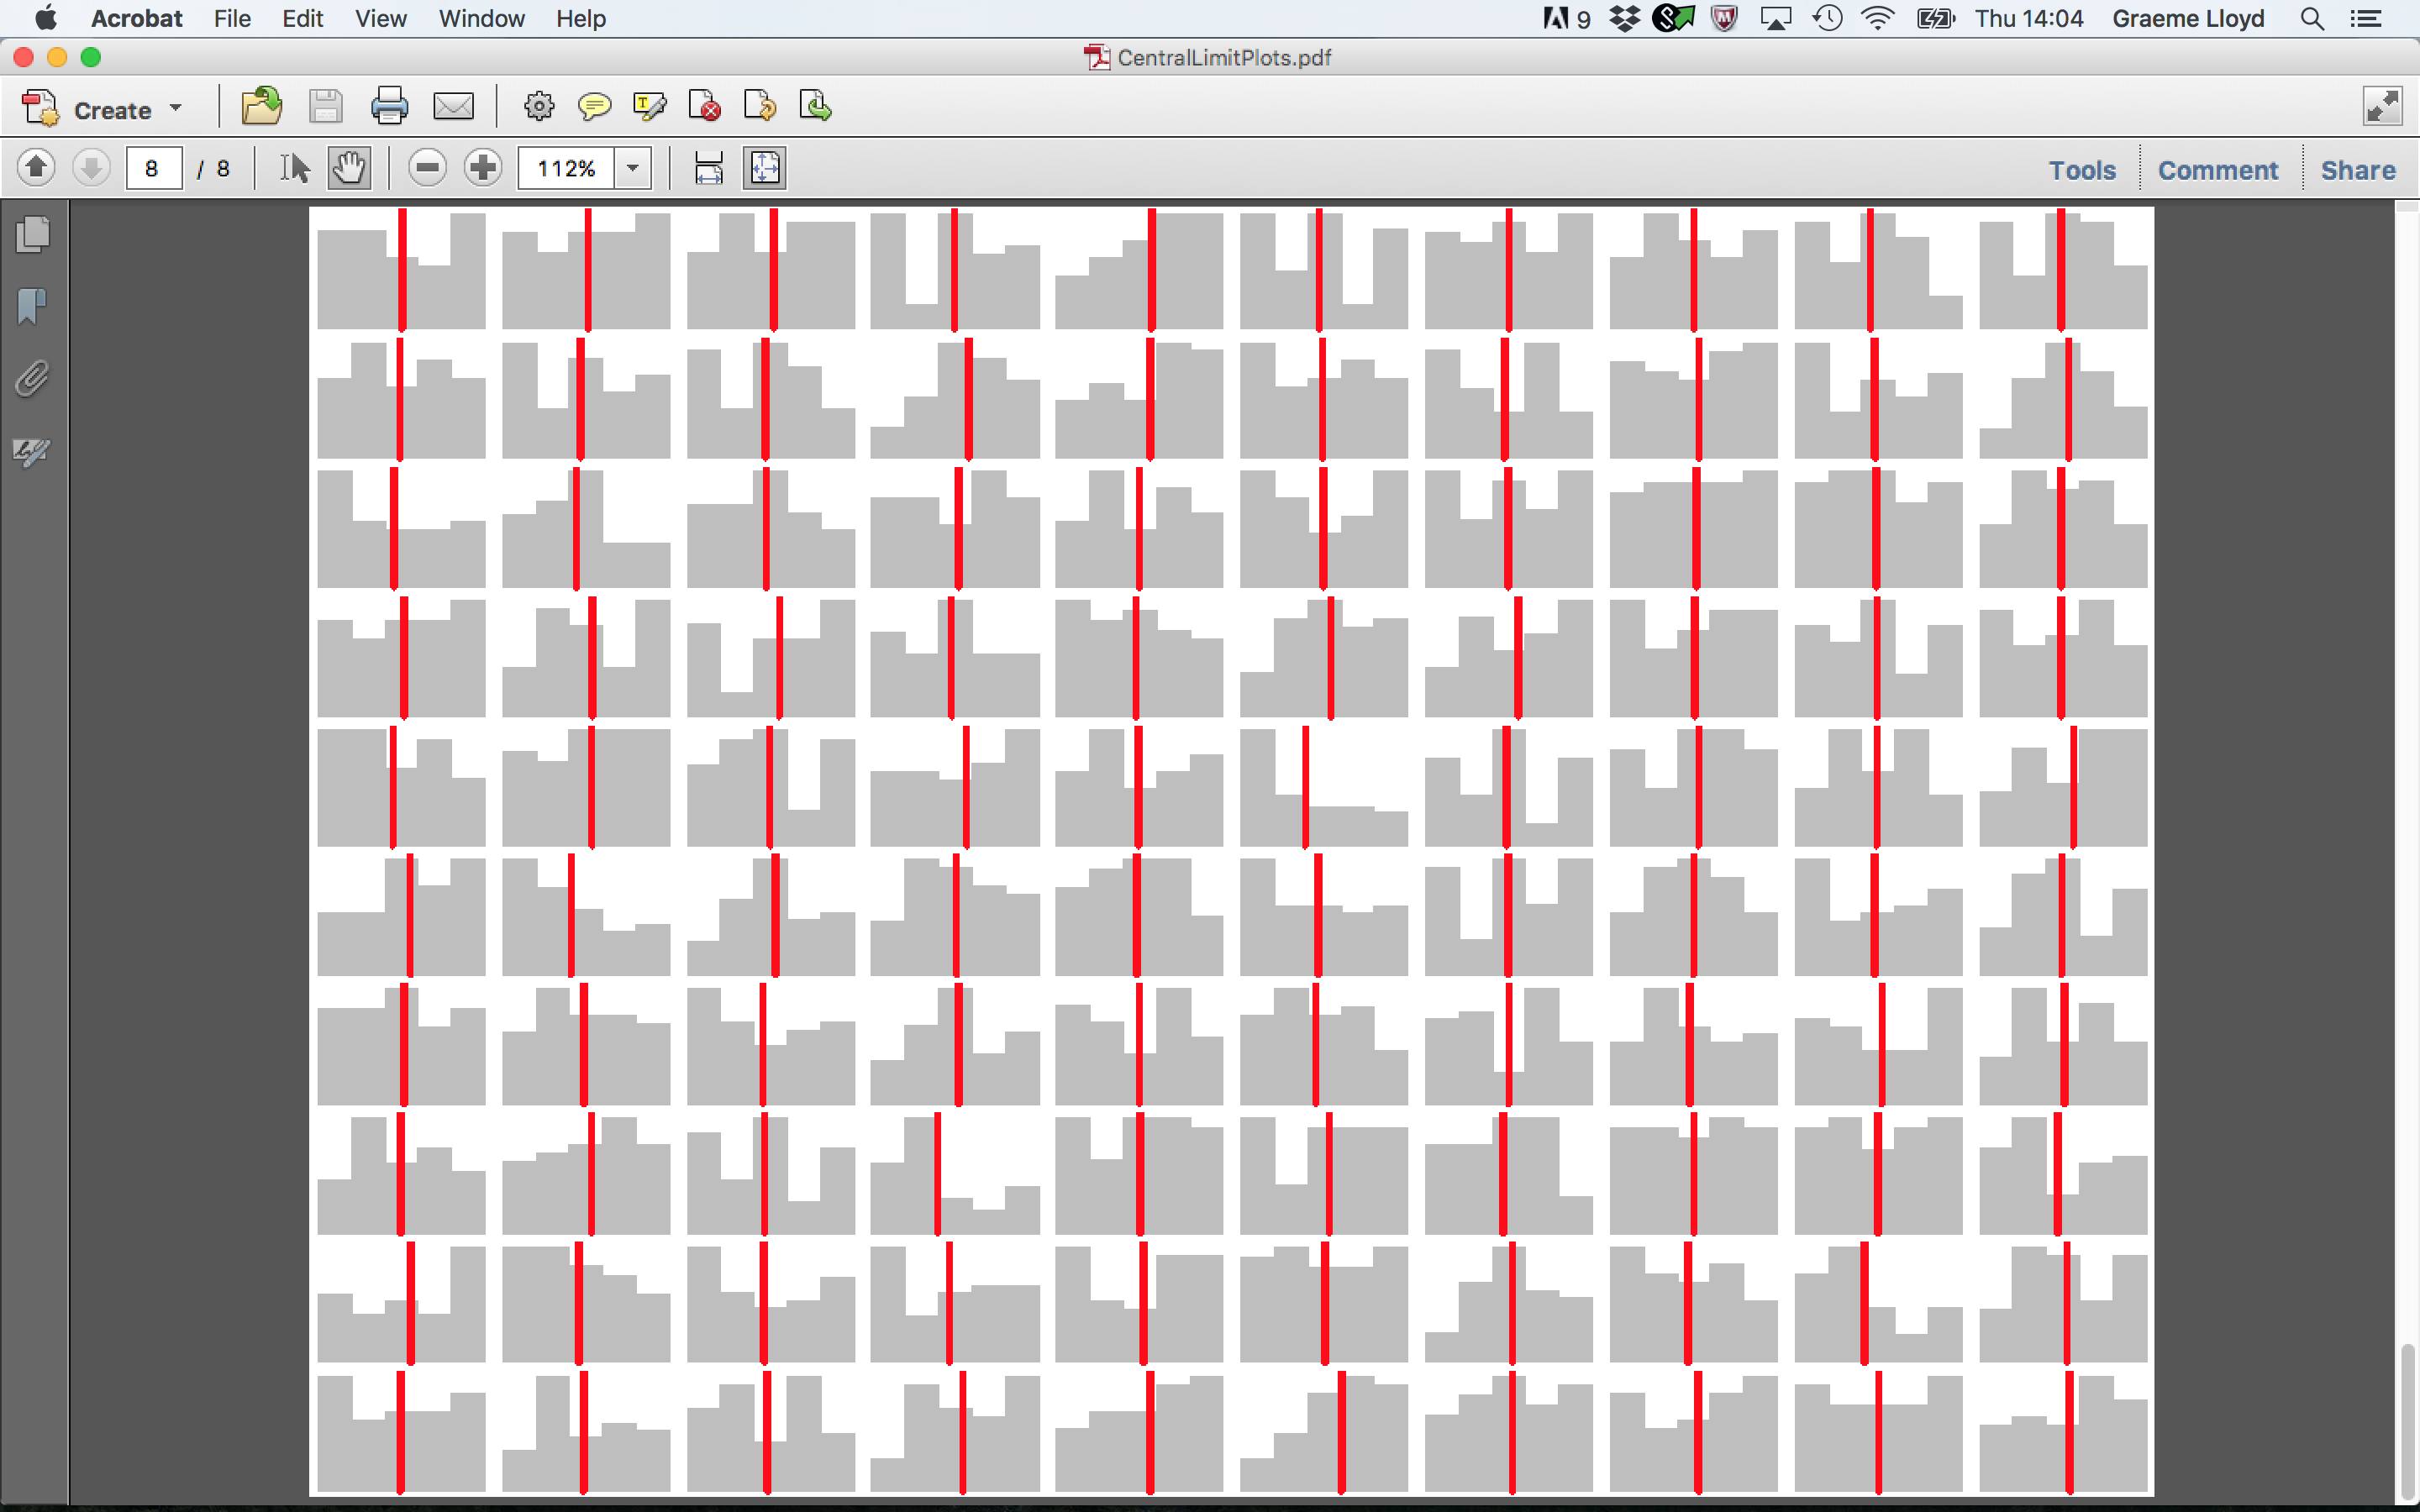 Acrobat File Edit View Window Help 9 Thu 14:04 Graeme Lloyd
CentralLimitPlots.pdf
Create
8 / 8 112% Tools Comment Share